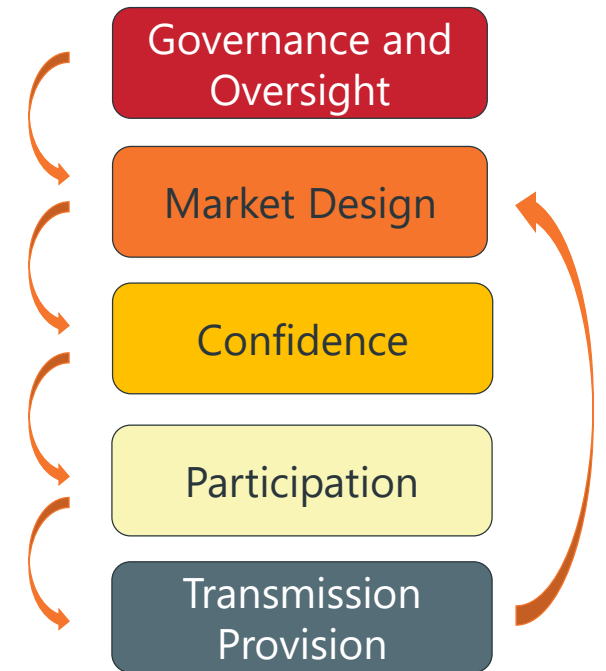 Governance and
Oversight
Market Design
Confidence
Participation
Transmission
Provision